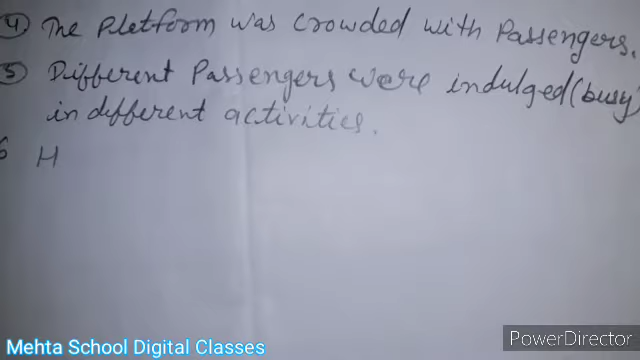 ④ The Pletform was crowded with Passengers.
⑤ Different Passengers were indulged (busy)
in different activities.
6 H
Mehta School Digital Classes
PowerDirector